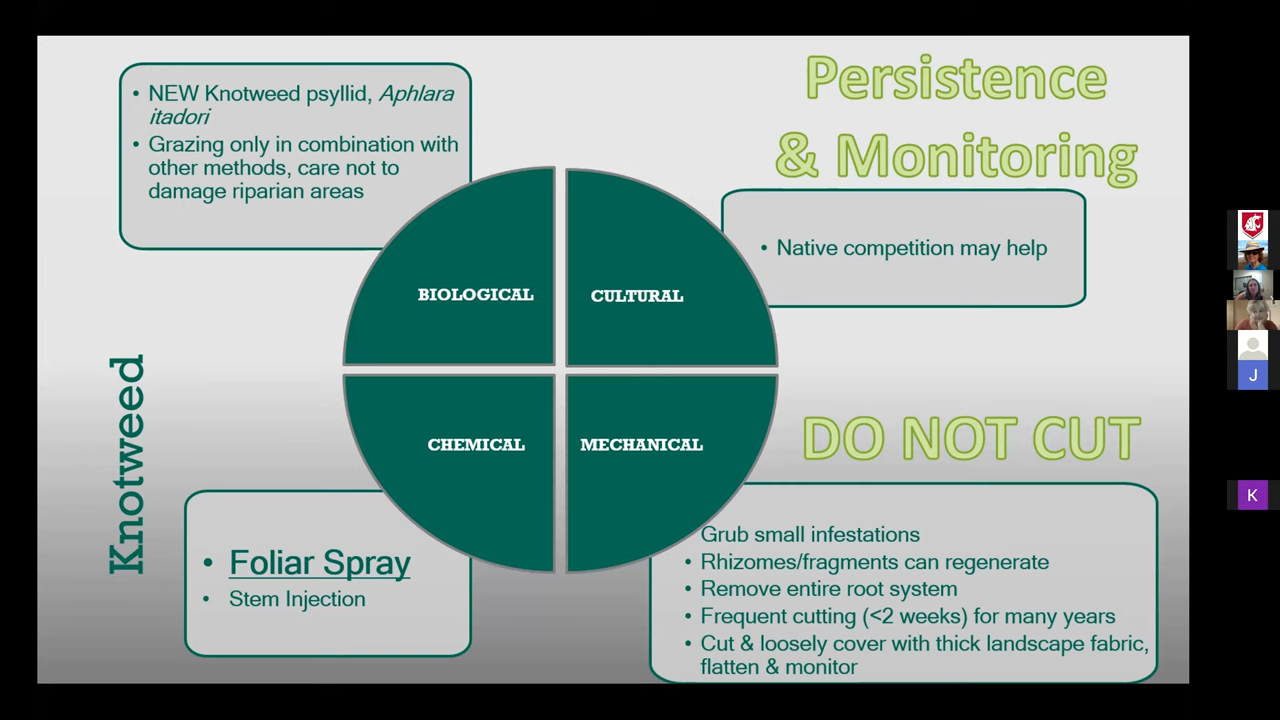 Persistence
& Monitoring
• NEW Knotweed psyllid, Aphlara
itadori
• Grazing only in combination with
other methods, care not to
damage riparian areas
• Native competition may help
BIOLOGICAL
CULTURAL
Knotweed
CHEMICAL
MECHANICAL
DO NOT CUT
• Foliar Spray
• Stem Injection
Grub small infestations
• Rhizomes/fragments can regenerate
• Remove entire root system
• Frequent cutting (<2 weeks) for many years
• Cut & loosely cover with thick landscape fabric,
flatten & monitor
J
K